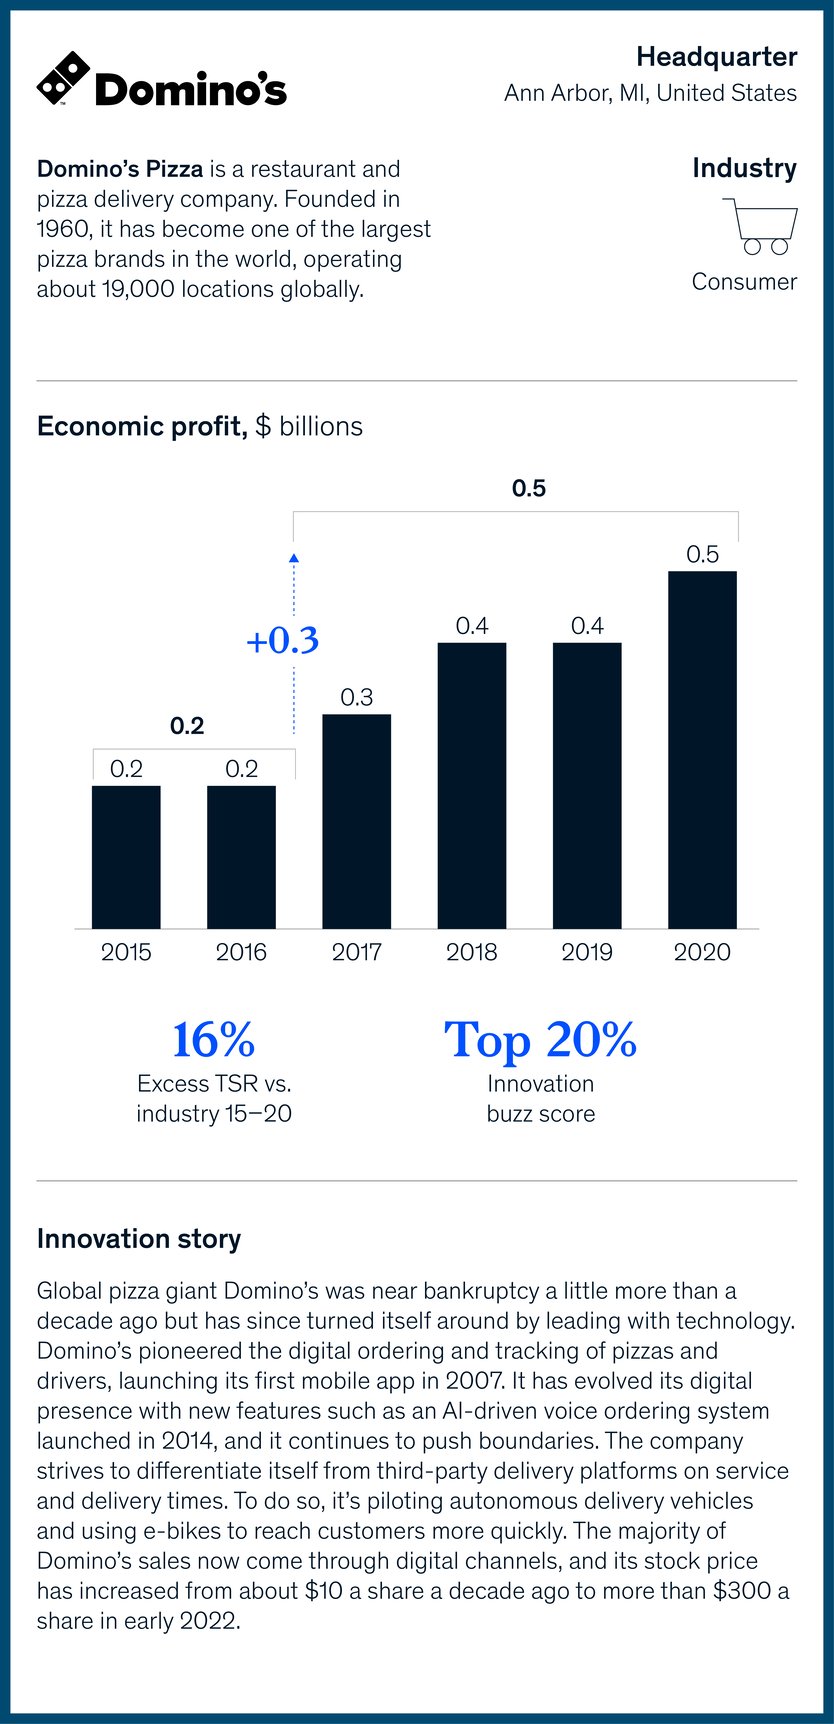 Domino's
TM
Headquarter
Ann Arbor, MI, United States
Domino's Pizza is a restaurant and
pizza delivery company. Founded in
1960, it has become one of the largest
pizza brands in the world, operating
about 19,000 locations globally.
Industry
Consumer
Economic profit, $ billions
0.5
0.5
+0.3
0.4
0.4
0.3
0.2
0.2
0.2
2015
2016
2017
2018
2019
2020
16%
Excess TSR vs.
industry 15–20
Top 20%
Innovation
buzz score
Innovation story
Global pizza giant Domino's was near bankruptcy a little more than a
decade ago but has since turned itself around by leading with technology.
Domino's pioneered the digital ordering and tracking of pizzas and
drivers, launching its first mobile app in 2007. It has evolved its digital
presence with new features such as an AI-driven voice ordering system
launched in 2014, and it continues to push boundaries. The company
strives to differentiate itself from third-party delivery platforms on service
and delivery times. To do so, it's piloting autonomous delivery vehicles
and using e-bikes to reach customers more quickly. The majority of
Domino's sales now come through digital channels, and its stock price
has increased from about $10 a share a decade ago to more than $300 a
share in early 2022.